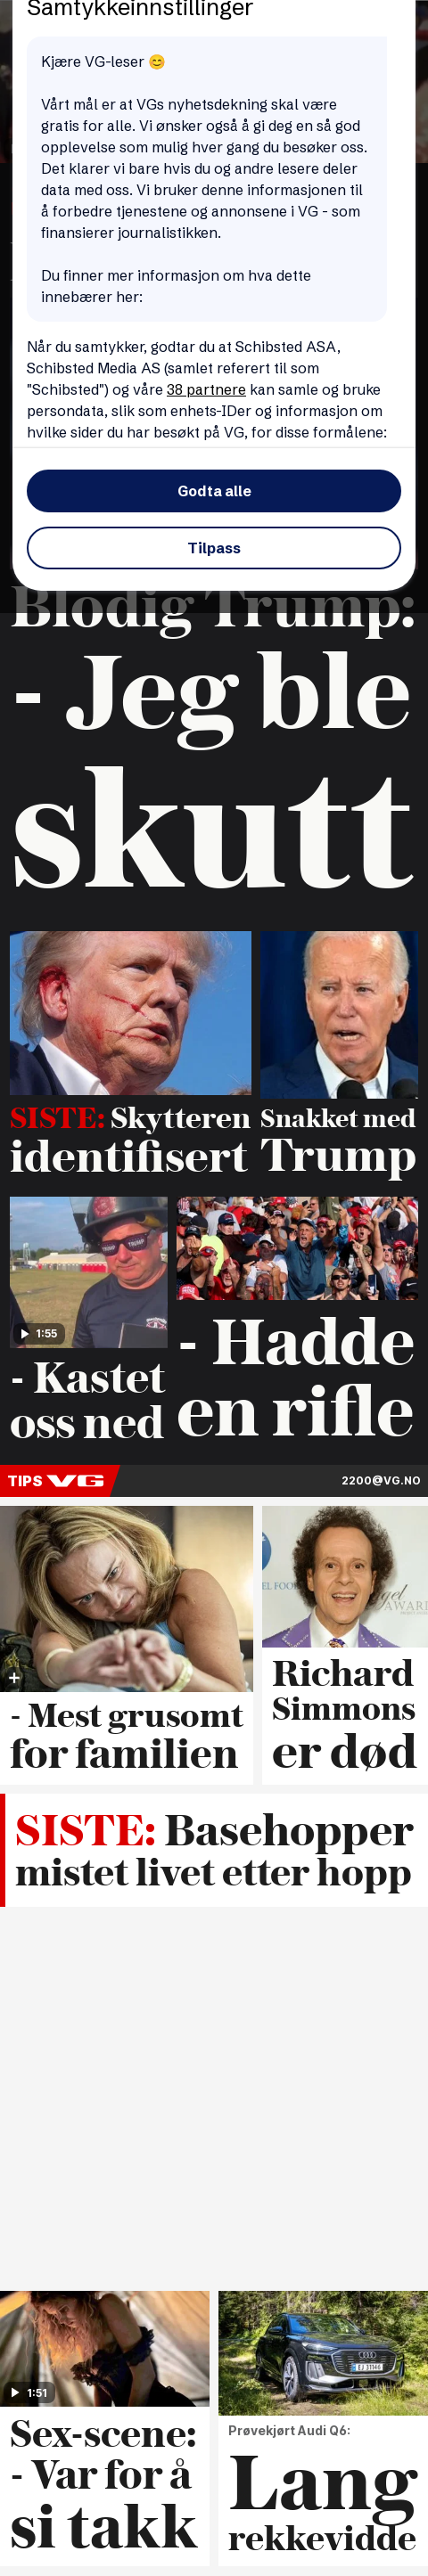 Samtykkeinnstillinger
Kjære VG-leser 😊
Vårt mål er at VGs nyhetsdekning skal være
gratis for alle. Vi ønsker også å gi deg en så god
opplevelse som mulig hver gang du besøker oss.
Det klarer vi bare hvis du og andre lesere deler
data med oss. Vi bruker denne informasjonen til
å forbedre tjenestene og annonsene i VG - som
finansierer journalistikken.
Du finner mer informasjon om hva dette
innebærer her:
Når du samtykker, godtar du at Schibsted ASA,
Schibsted Media AS (samlet referert til som
"Schibsted") og våre 38 partnere kan samle og bruke
persondata, slik som enhets-IDer og informasjon om
hvilke sider du har besøkt på VG, for disse formålene:
Godta alle
Tilpass
Blodig Trump:
- Jeg ble
skutt
SISTE: Skytteren
identifisert
Snakket med
Trump
1:55
- Kastet
oss ned
- Hadde
en rifle
TIPS VG
2200@VG.NO
- Mest grusomt
for familien
Richard
Simmons
er død
SISTE: Basehopper
mistet livet etter hopp
1:51
Sex-scene:
- Var for å
si takk
Prøvekjørt Audi Q6:
Lang
rekkevidde